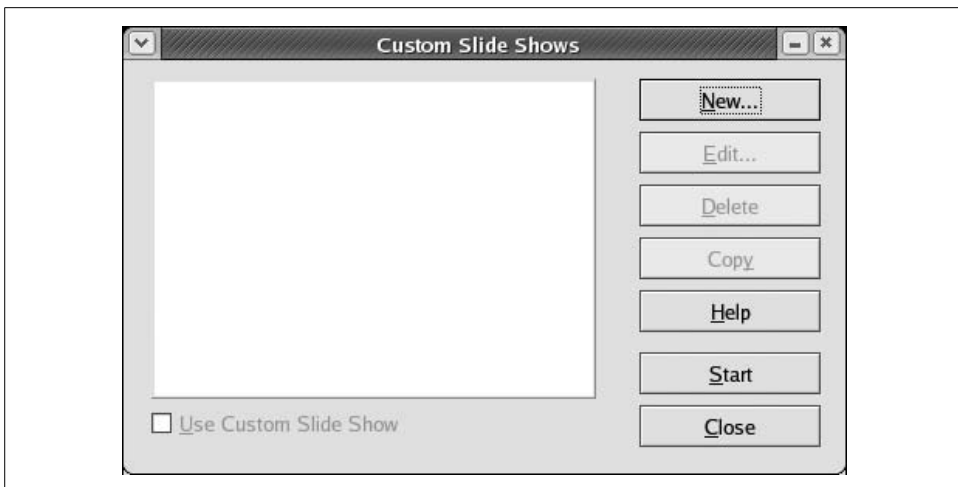 Custom Slide Shows
New...
Edit...
Delete
Copy
Help
Start
Use Custom Slide Show
Close